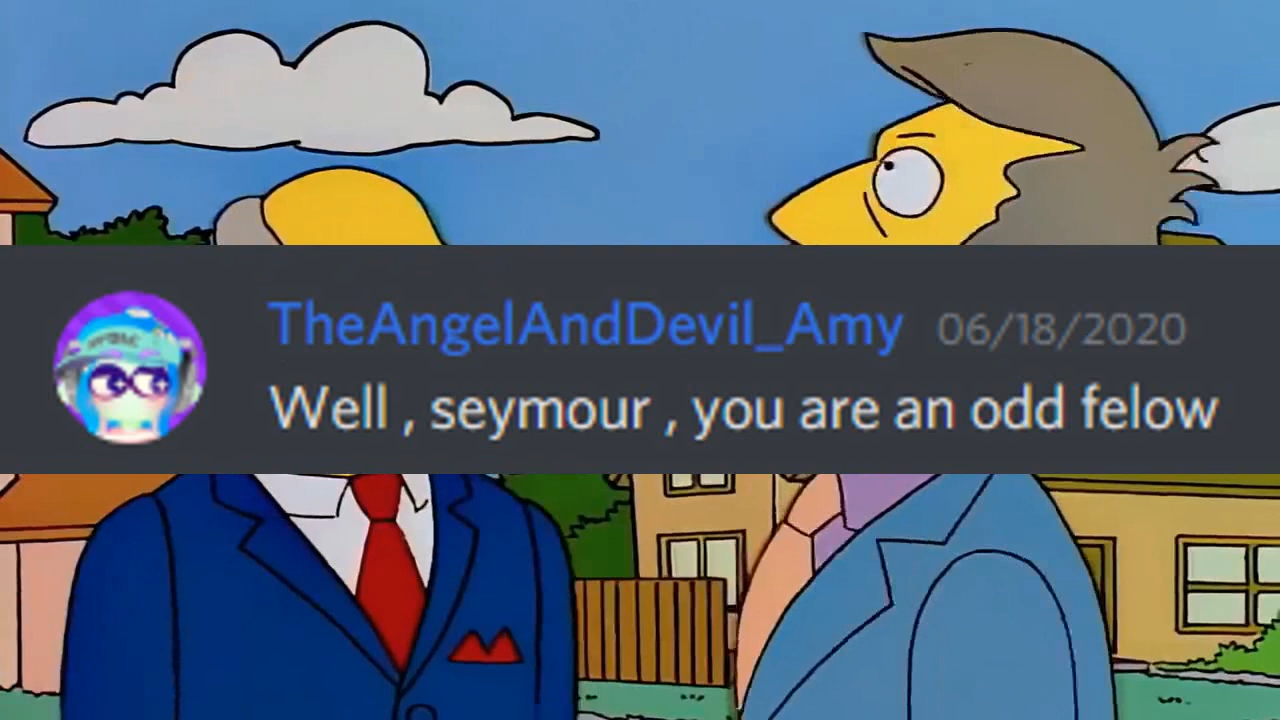 TheAngelAndDevil_Amy 06/18/2020
Well , seymour , you are an odd felow